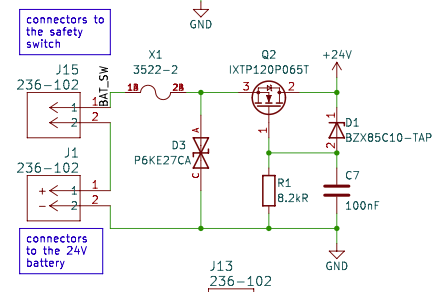 connectors to
the safety
switch
GND
J15
236-102
BAT_SW
1
2
1
2
X1
3522-2
1B
2B
Q2
IXTP120P065T
3
2
1
+24V
D3
P6KE27CA
A
C
1
2
D1
BZX85C10-TAP
J1
236-102
+
-
1
2
R1
8.2kR
C7
100nF
GND
connectors
to the 24V
battery
J13
236-102